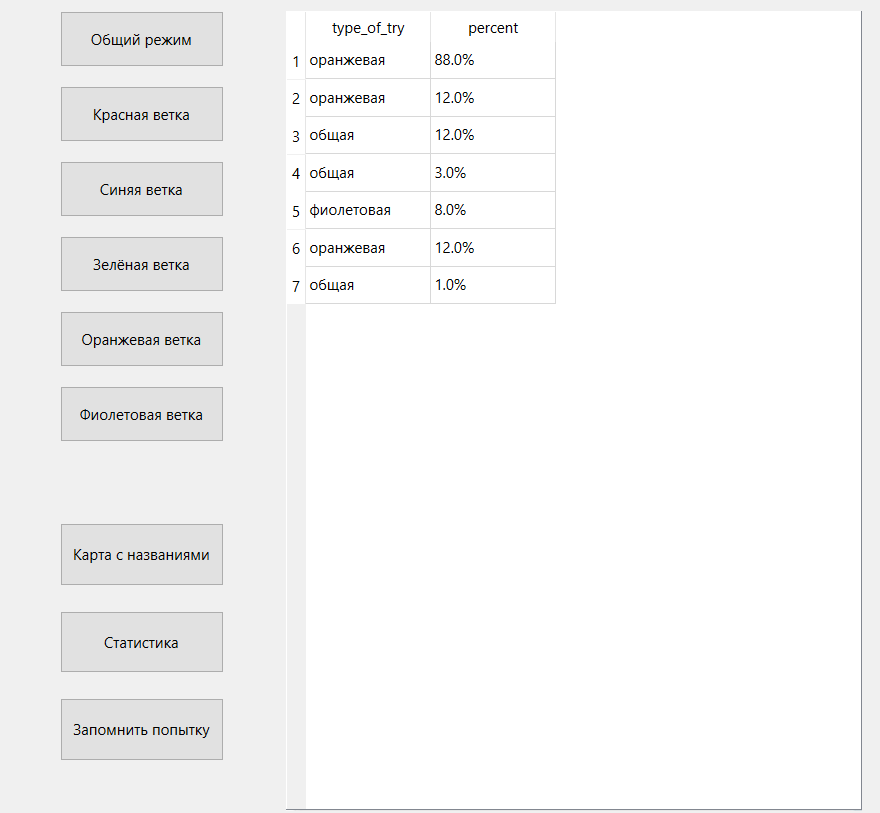 Общий режим
Красная ветка
Синяя ветка
Зелёная ветка
Оранжевая ветка
Фиолетовая ветка
Карта с названиями
Статистика
Запомнить попытку
type_of_try percent
1 оранжевая 88.0%
2 оранжевая 12.0%
3 общая 12.0%
4 общая 3.0%
5 фиолетовая 8.0%
6 оранжевая 12.0%
7 общая 1.0%